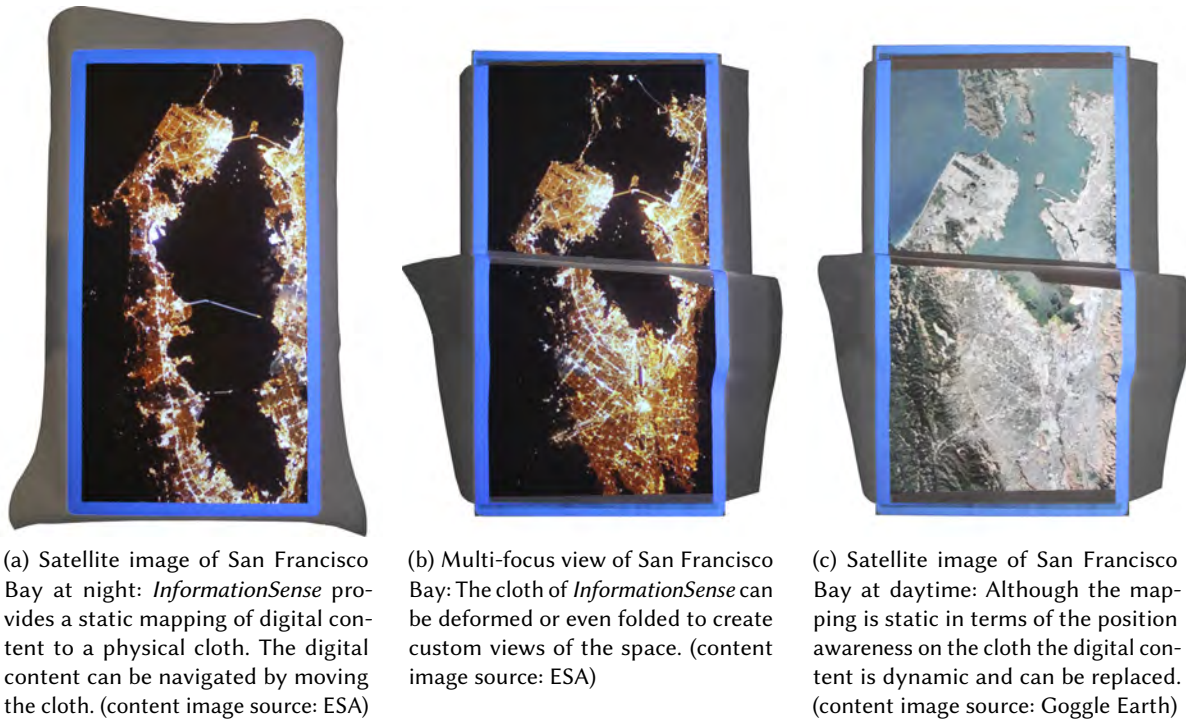 (a) Satellite image of San Francisco
Bay at night: InformationSense pro-
vides a static mapping of digital con-
tent to a physical cloth. The digital
content can be navigated by moving
the cloth. (content image source: ESA)
(b) Multi-focus view of San Francisco
Bay: The cloth of InformationSense can
be deformed or even folded to create
custom views of the space. (content
image source: ESA)
(c) Satellite image of San Francisco
Bay at daytime: Although the map-
ping is static in terms of the position
awareness on the cloth the digital con-
tent is dynamic and can be replaced.
(content image source: Goggle Earth)